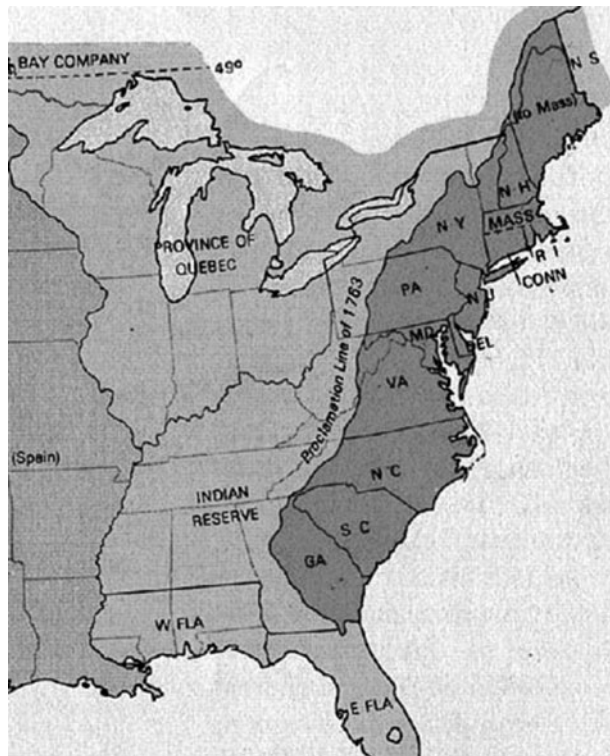 BAY COMPANY
49°
N S
(to Mass)
N H
N Y
MASS
R I
CONN
PROVINCE OF
QUEBEC
PA
N J
MD
DEL
Proclamation Line of 1763
VA
(Spain)
N C
INDIAN
RESERVE
S C
GA
W FLA
E FLA